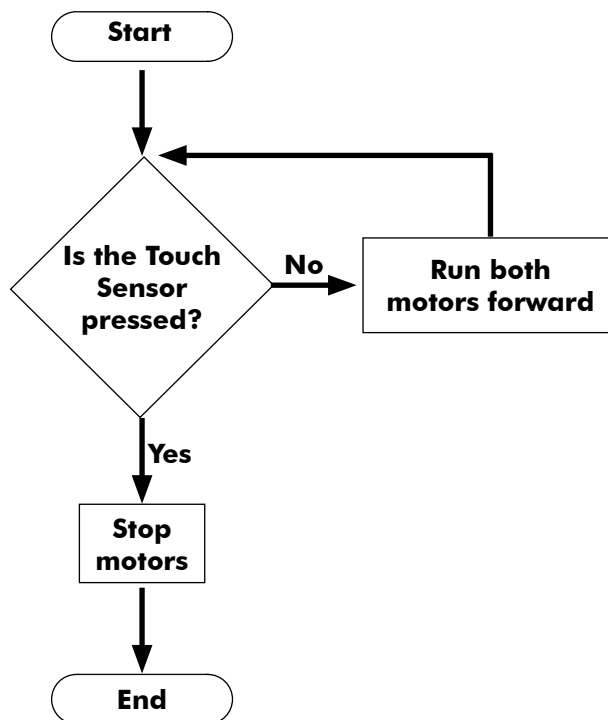 Start
Is the Touch
Sensor
pressed?
No
Run both
motors forward
Yes
Stop
motors
End